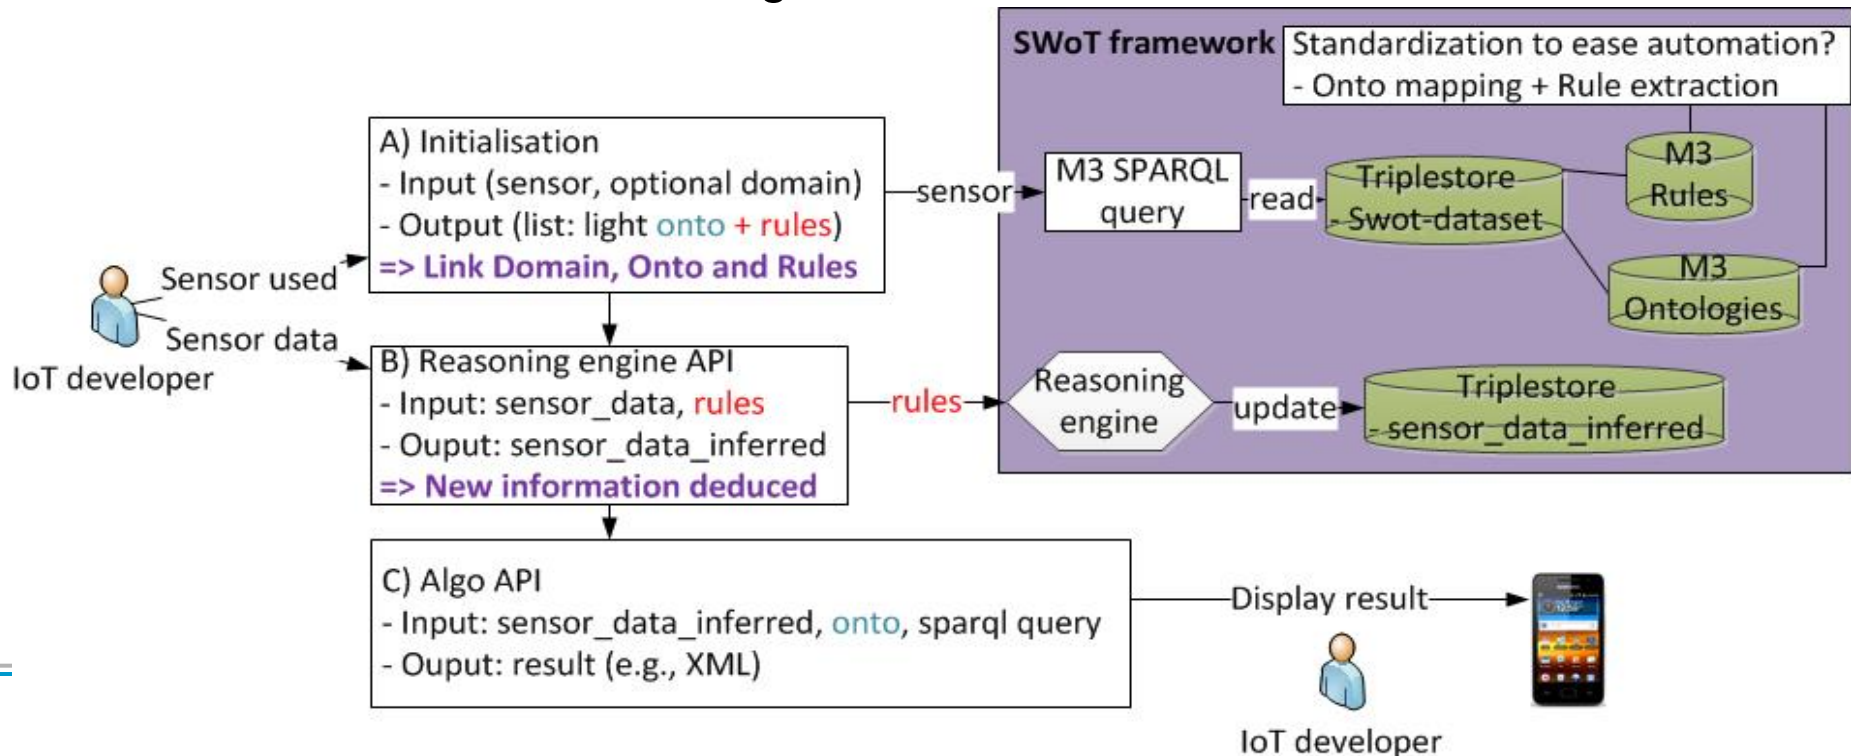 SWoT framework
Standardization to ease automation?
- Onto mapping + Rule extraction
A) Initialisation
- Input (sensor, optional domain)
- Output (list: light onto + rules)
=> Link Domain, Onto and Rules
sensor
M3 SPARQL
query
read
Triplestore
- Swot-dataset
M3
Rules
M3
Ontologies
Sensor used
Sensor data
IoT developer
B) Reasoning engine API
- Input: sensor_data, rules
- Ouput: sensor_data_inferred
=> New information deduced
rules
Reasoning
engine
update
Triplestore
- sensor_data_inferred
C) Algo API
- Input: sensor_data_inferred, onto, sparql query
- Ouput: result (e.g., XML)
Display result
IoT developer